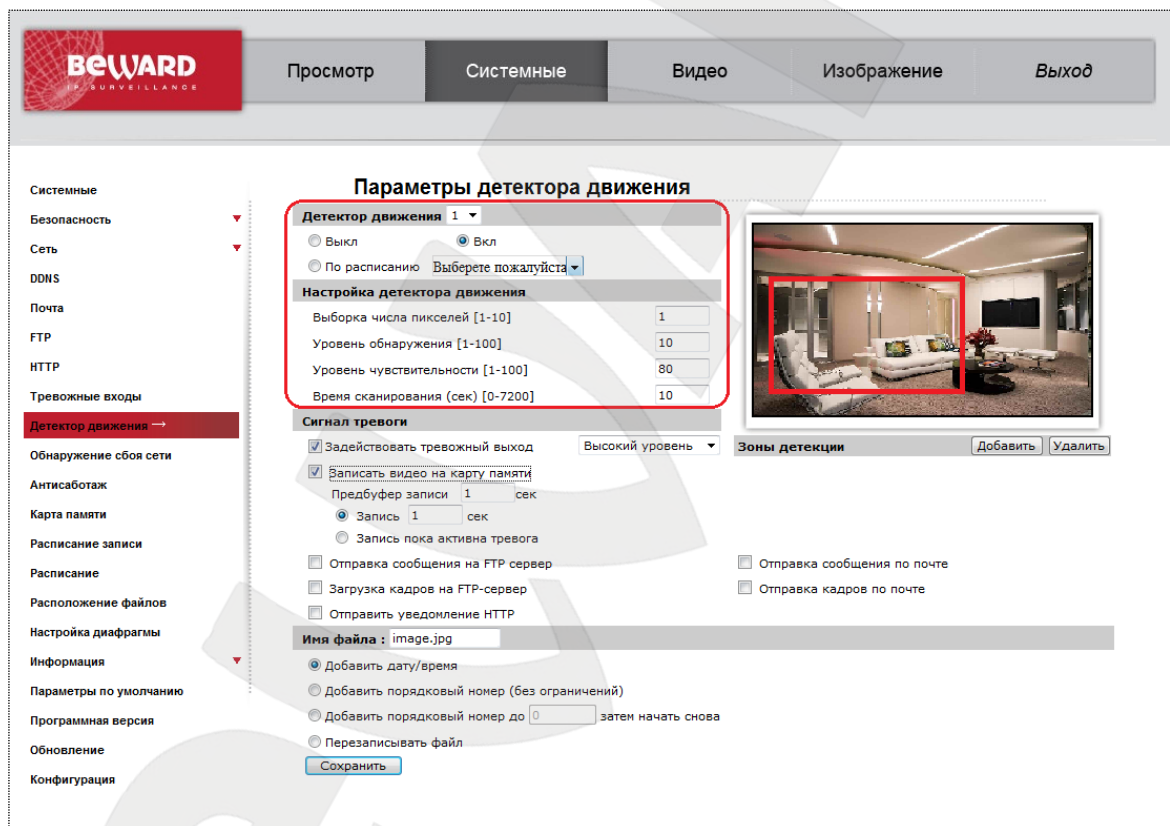 BEWARD
IP SURVEILLANCE
Просмотр
Системные
Видео
Изображение
Выход
Системные
Безопасность
Сеть
DDNS
Почта
FTP
HTTP
Тревожные входы
Детектор движения →
Обнаружение сбоя сети
Антисаботаж
Карта памяти
Расписание записи
Расписание
Расположение файлов
Настройка диафрагмы
Информация
Параметры по умолчанию
Программная версия
Обновление
Конфигурация
Параметры детектора движения
Детектор движения 1
Выкл Вкл
По расписанию Выберете пожалуйста
Настройка детектора движения
Выборка числа пикселей [1-10] 1
Уровень обнаружения [1-100] 10
Уровень чувствительности [1-100] 80
Время сканирования (сек) [0-7200] 10
Сигнал тревоги
Задействовать тревожный выход Высокий уровень
Зоны детекции Добавить Удалить
Записать видео на карту памяти
Предбуфер записи 1 сек
Запись 1 сек
Запись пока активна тревога
Отправка сообщения на FTP сервер Отправка сообщения по почте
Загрузка кадров на FTP-сервер Отправка кадров по почте
Отправить уведомление HTTP
Имя файла : image.jpg
Добавить дату/время
Добавить порядковый номер (без ограничений)
Добавить порядковый номер до 0 затем начать снова
Перезаписывать файл
Сохранить